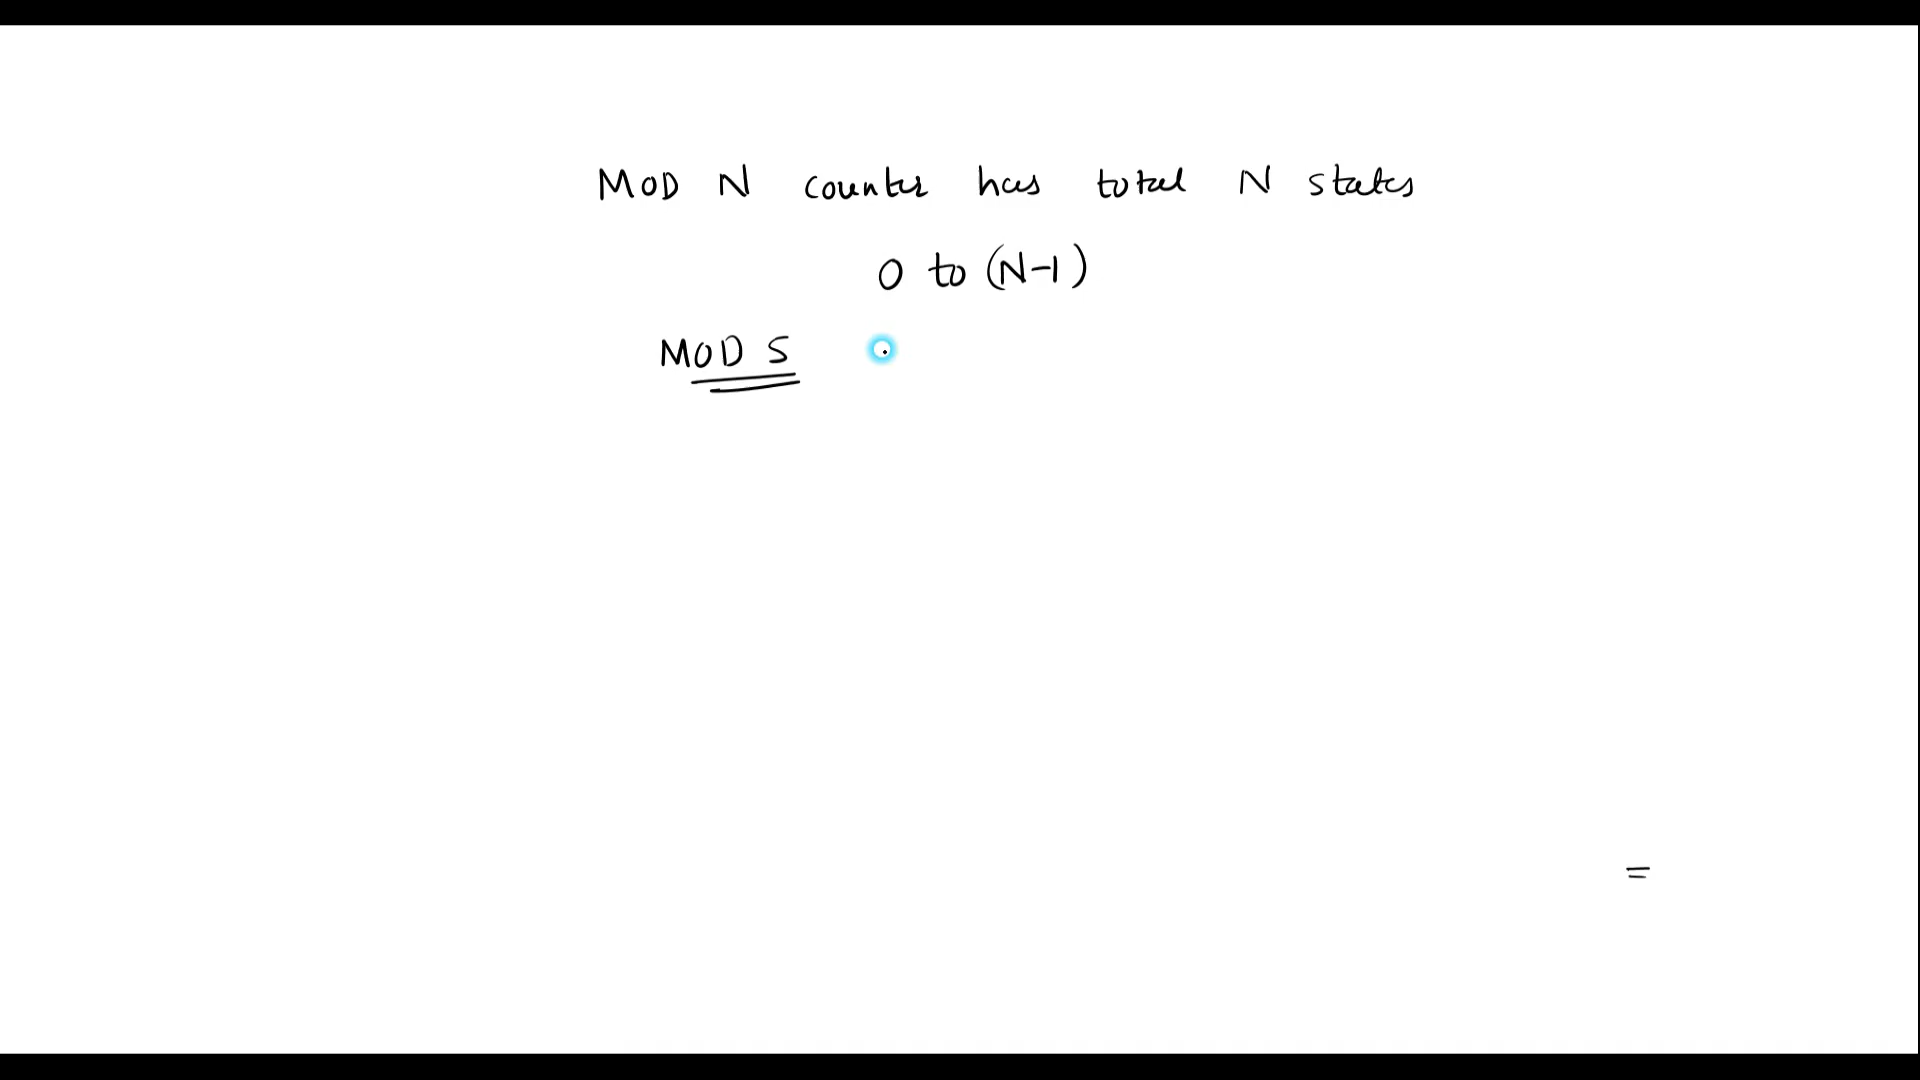 MOD N counter has total N states
0 to (N-1)
MOD 5
=